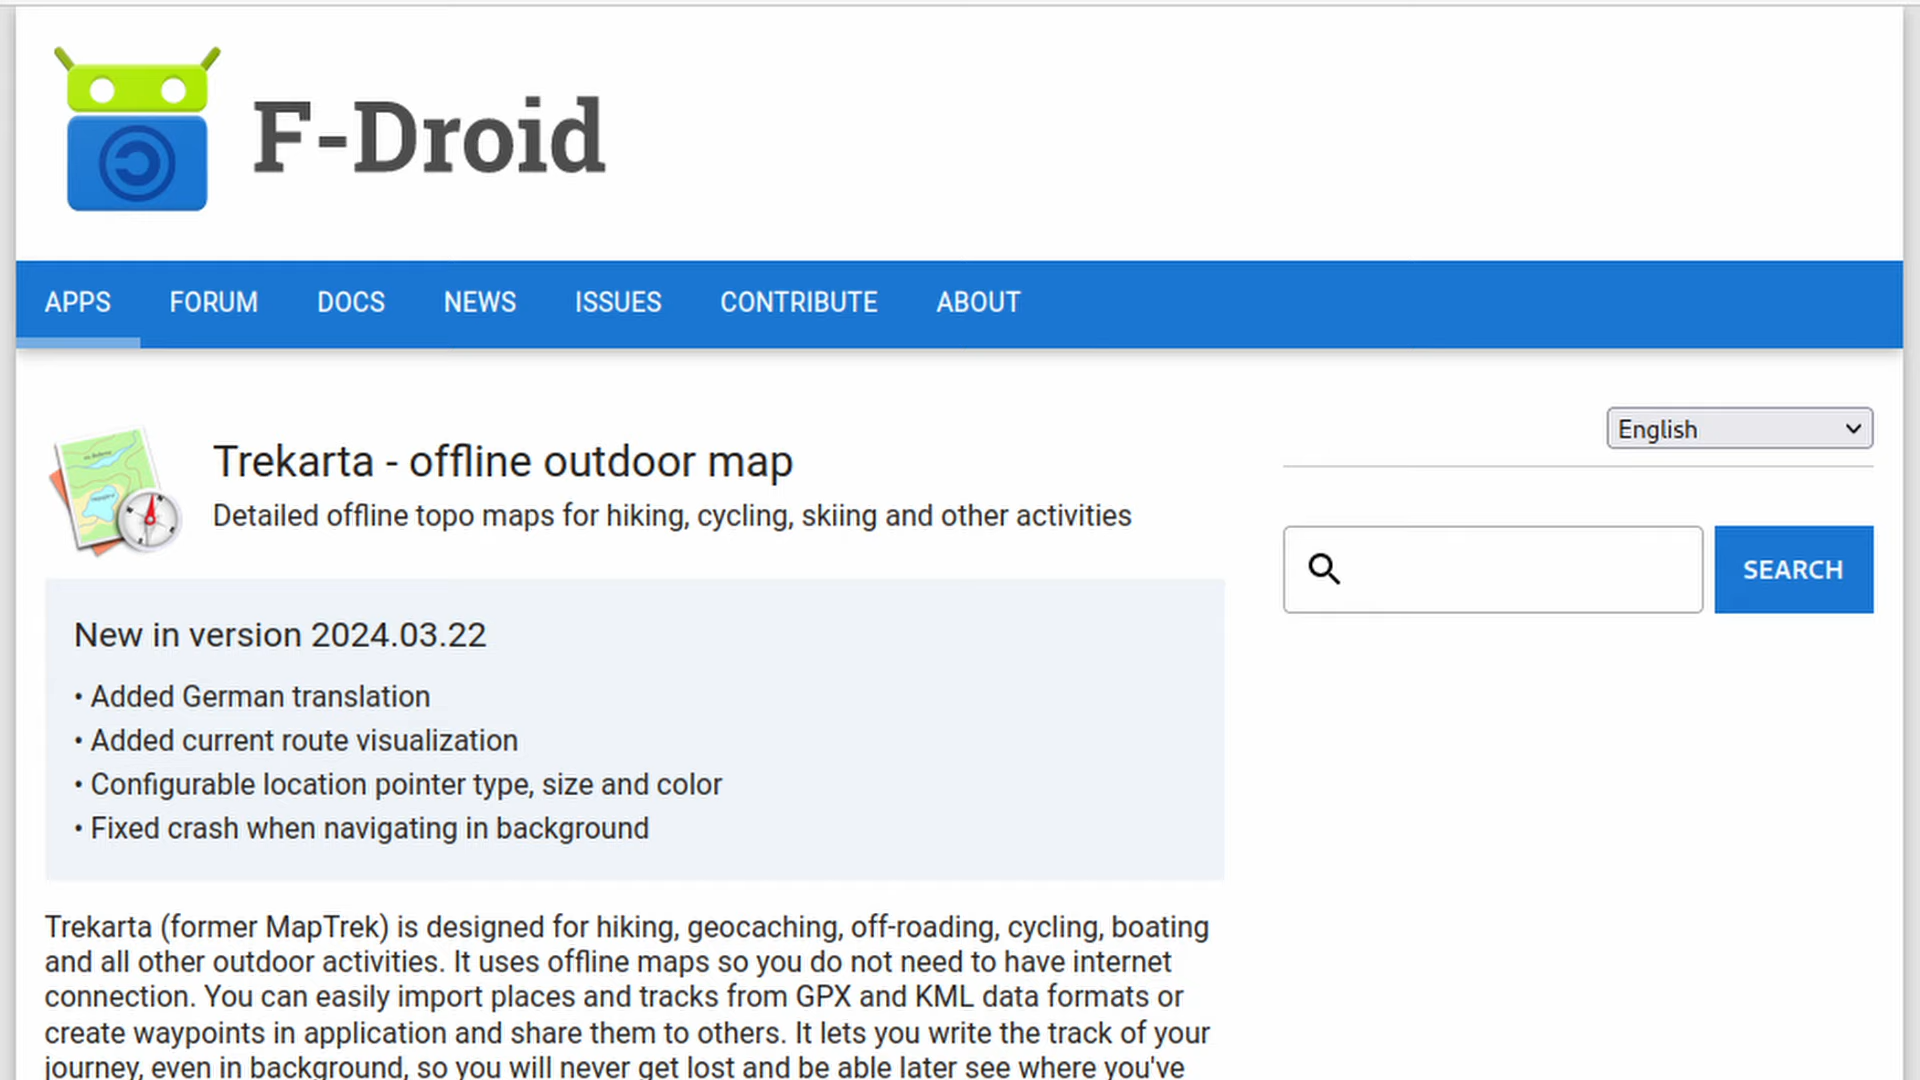 F-Droid
APPS FORUM DOCS NEWS ISSUES CONTRIBUTE ABOUT
English
Trekarta - offline outdoor map
Detailed offline topo maps for hiking, cycling, skiing and other activities
SEARCH
New in version 2024.03.22
• Added German translation
• Added current route visualization
• Configurable location pointer type, size and color
• Fixed crash when navigating in background
Trekarta (former MapTrek) is designed for hiking, geocaching, off-roading, cycling, boating
and all other outdoor activities. It uses offline maps so you do not need to have internet
connection. You can easily import places and tracks from GPX and KML data formats or
create waypoints in application and share them to others. It lets you write the track of your
journey, even in background, so you will never get lost and be able later see where you've